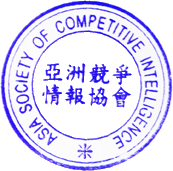 ASIA SOCIETY OF COMPETITIVE INTELLIGENCE
亞洲競爭
情報協會